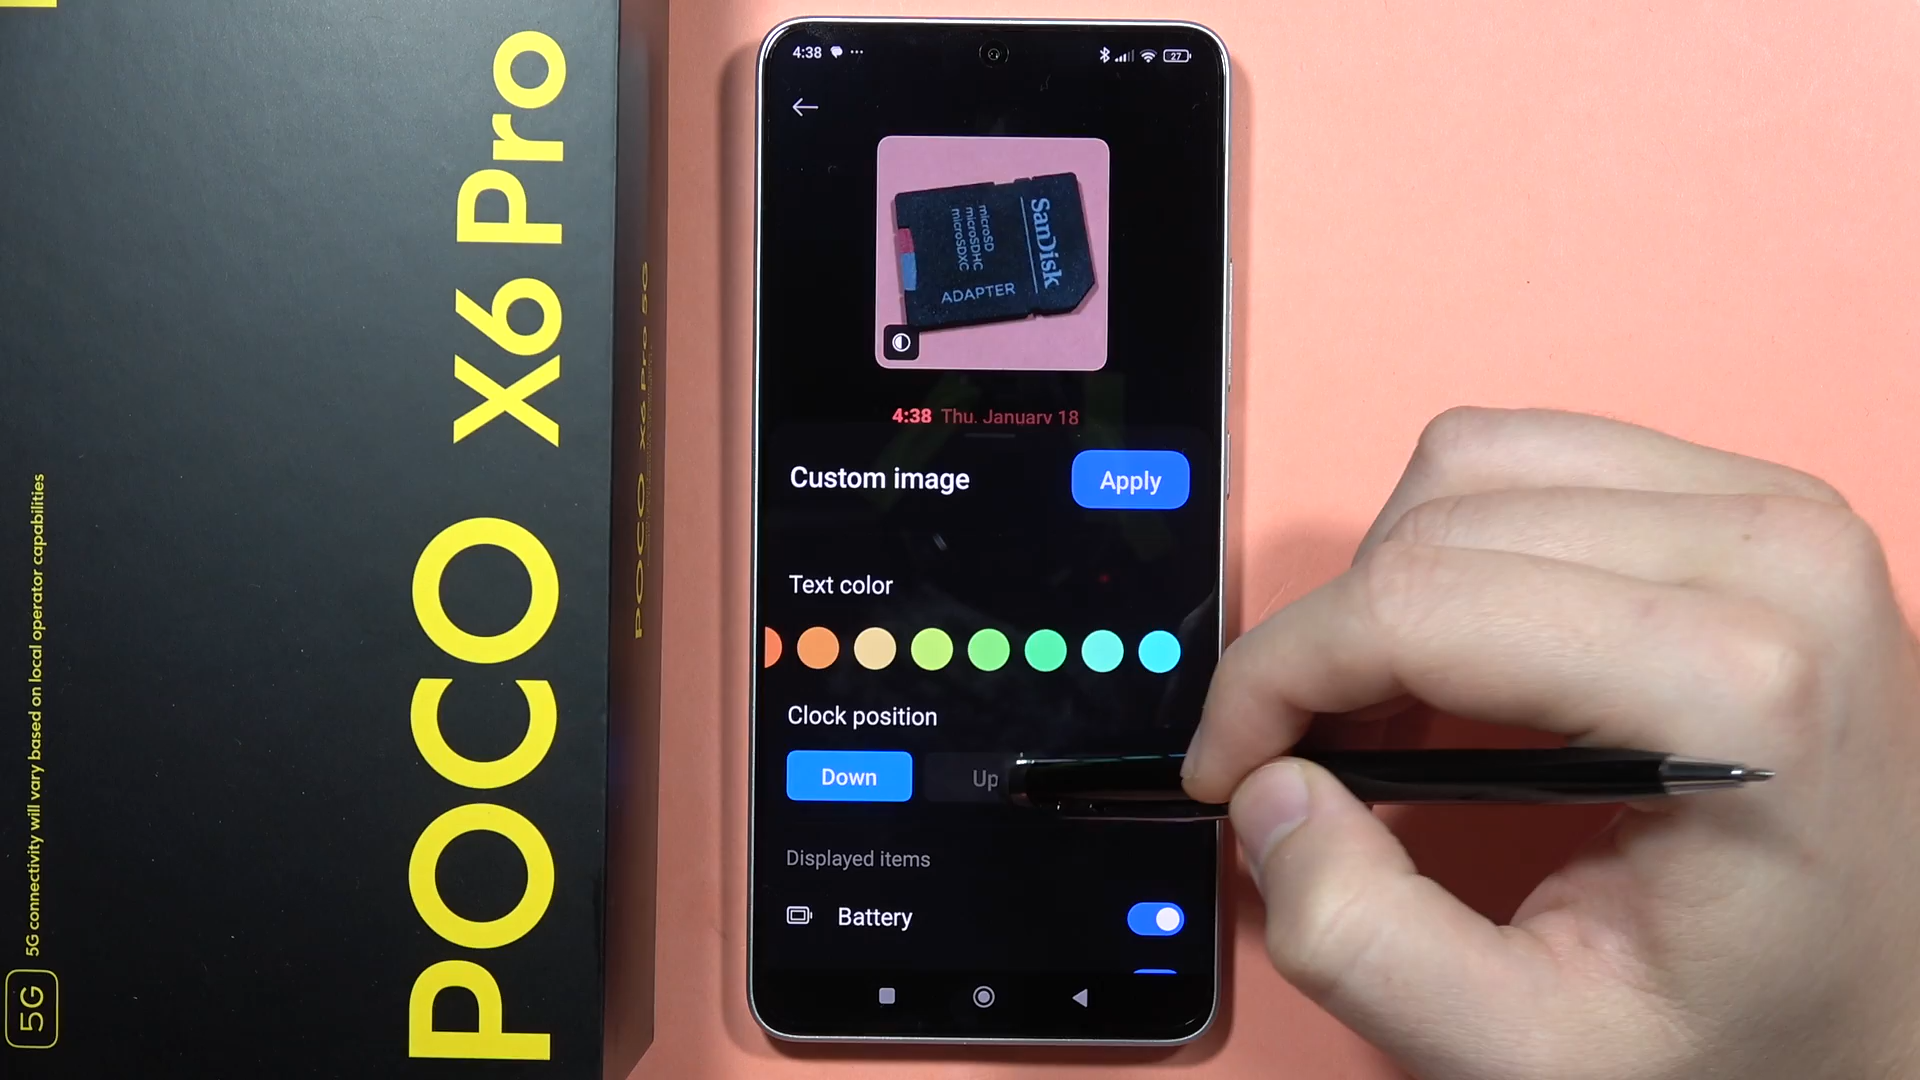 POCO X6 Pro
5G
5G connectivity will vary based on local operator capabilities
POCO X6 Pro 5G
4:38
27
SanDisk
microSD
microSDHC
microSDXC
ADAPTER
4:38 Thu. January 18
Custom image
Apply
Text color
Clock position
Down
Up
Displayed items
Battery